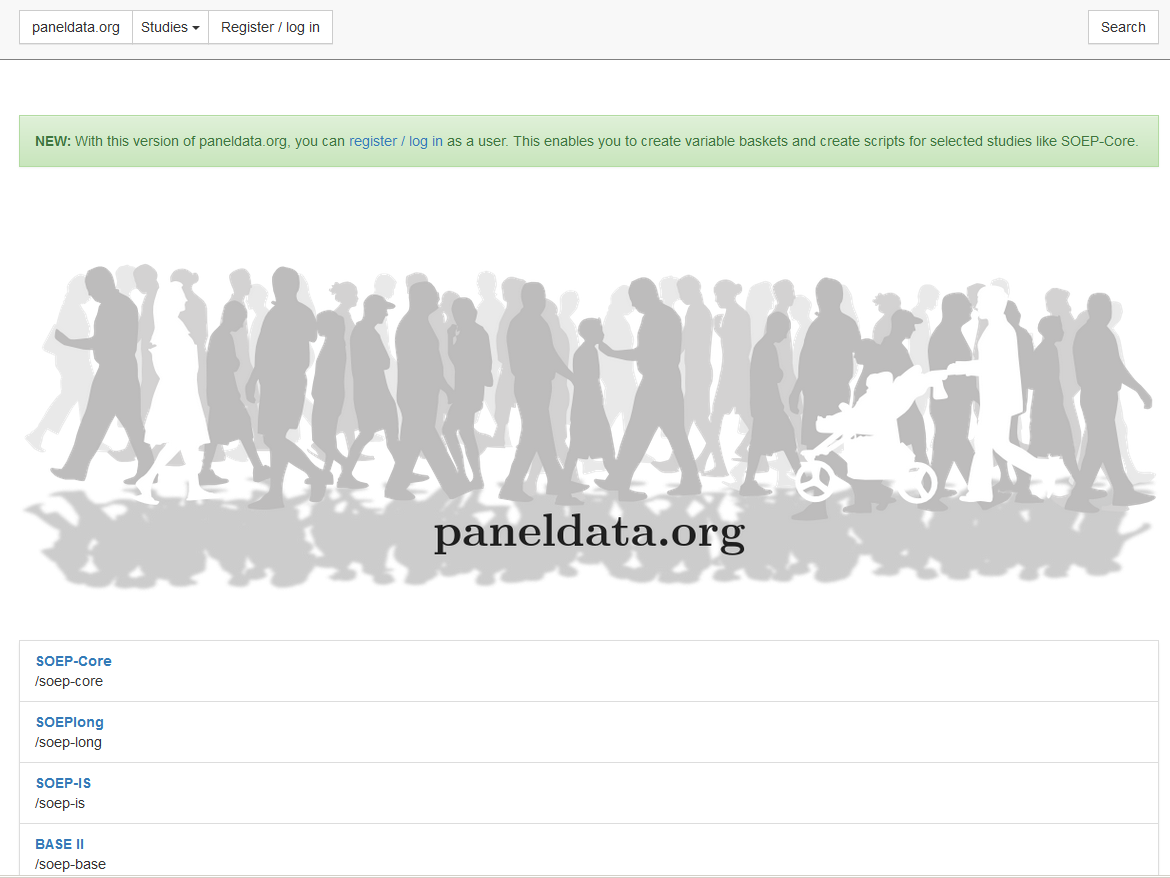 paneldata.org Studies Register / log in Search
NEW: With this version of paneldata.org, you can register / log in as a user. This enables you to create variable baskets and create scripts for selected studies like SOEP-Core.
paneldata.org
SOEP-Core
/soep-core
SOEPlong
/soep-long
SOEP-IS
/soep-is
BASE II
/soep-base